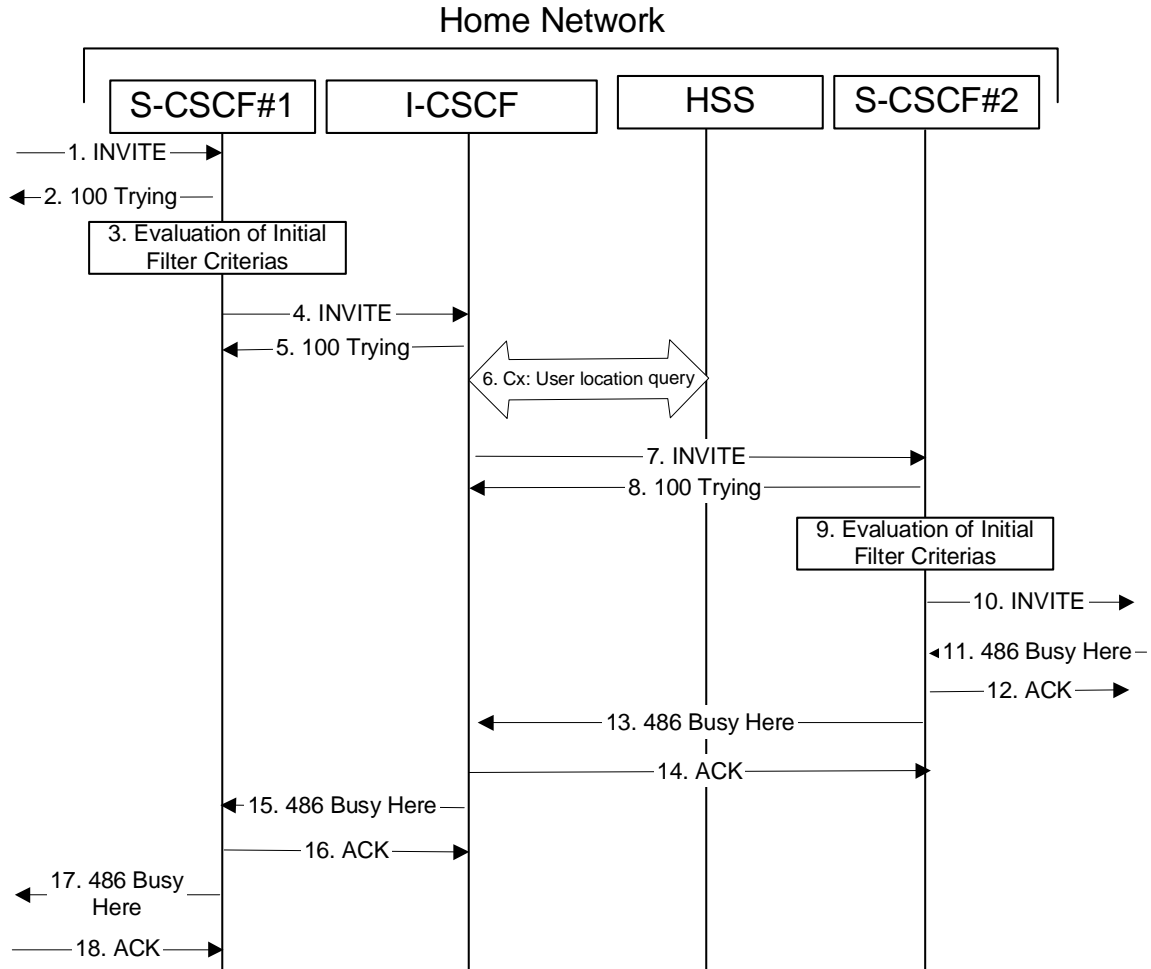 Home Network
S-CSCF#1
I-CSCF
HSS
S-CSCF#2
1. INVITE
2. 100 Trying
3. Evaluation of Initial
Filter Criterias
4. INVITE
5. 100 Trying
6. Cx: User location query
7. INVITE
8. 100 Trying
9. Evaluation of Initial
Filter Criterias
10. INVITE
11. 486 Busy Here
12. ACK
13. 486 Busy Here
14. ACK
15. 486 Busy Here
16. ACK
17. 486 Busy
Here
18. ACK